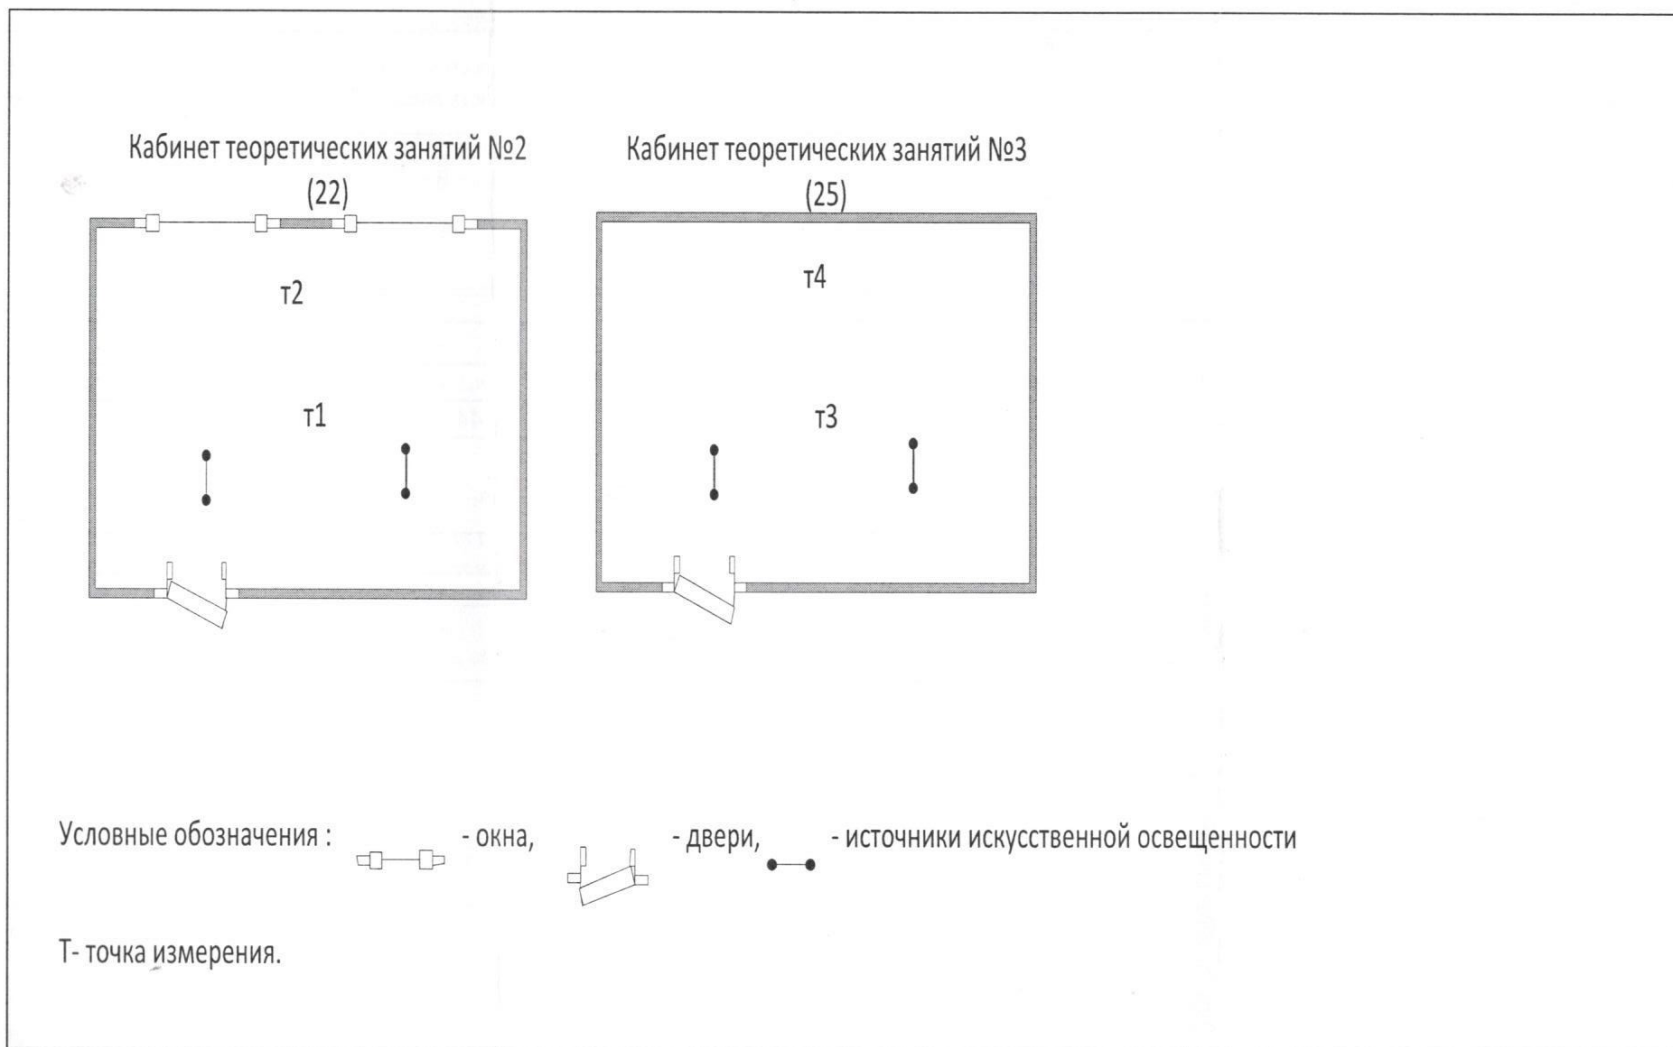 Кабинет теоретических занятий №2
(22)
Кабинет теоретических занятий №3
(25)
т2
т4
т1
т3
Условные обозначения : - окна, - двери, - источники искусственной освещенности
Т- точка измерения.